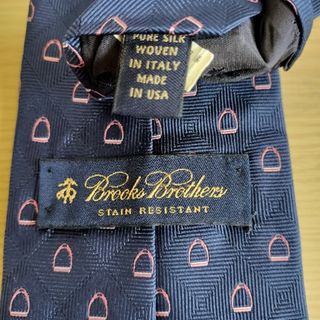 PURE SILK
WOVEN
IN ITALY
MADE
IN USA
Brooks Brothers
STAIN RESISTANT